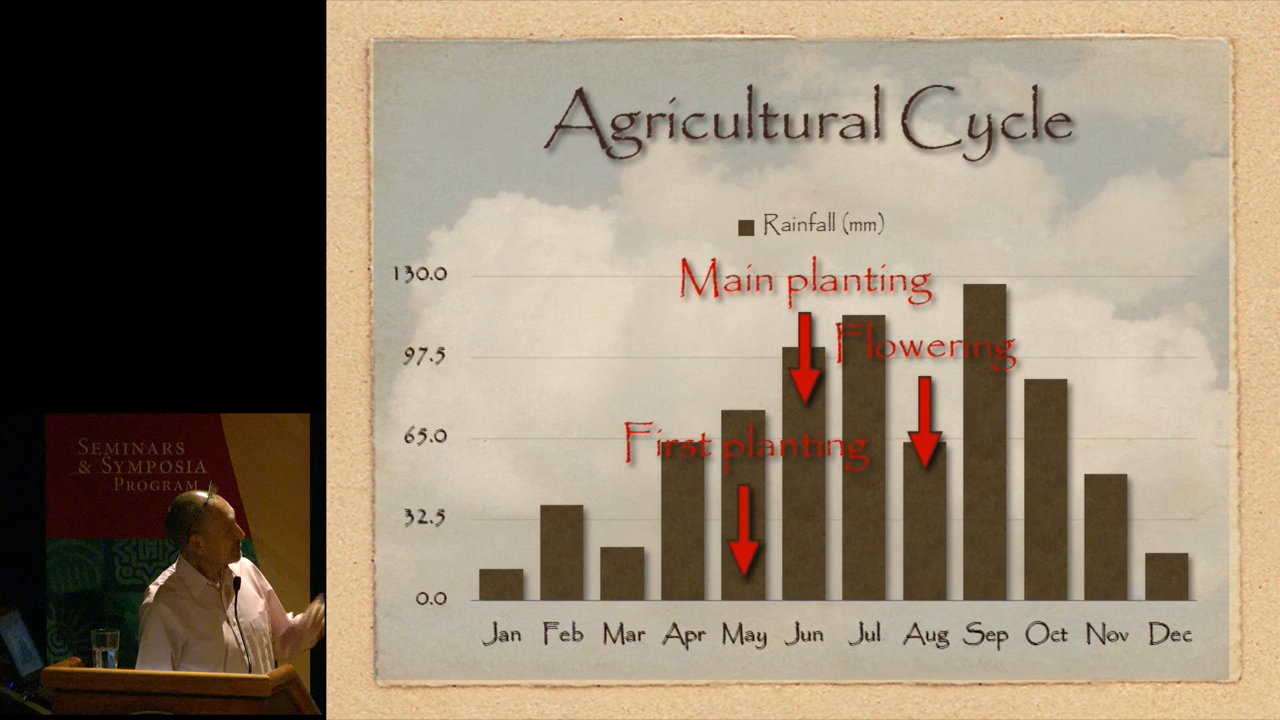 Agricultural Cycle
Rainfall (mm)
Main planting
Flowering
First planting
130.0
97.5
65.0
32.5
0.0
Jan Feb Mar Apr May Jun Jul Aug Sep Oct Nov Dec
SEMINARS
& SYMPOSIA
PROGRAM